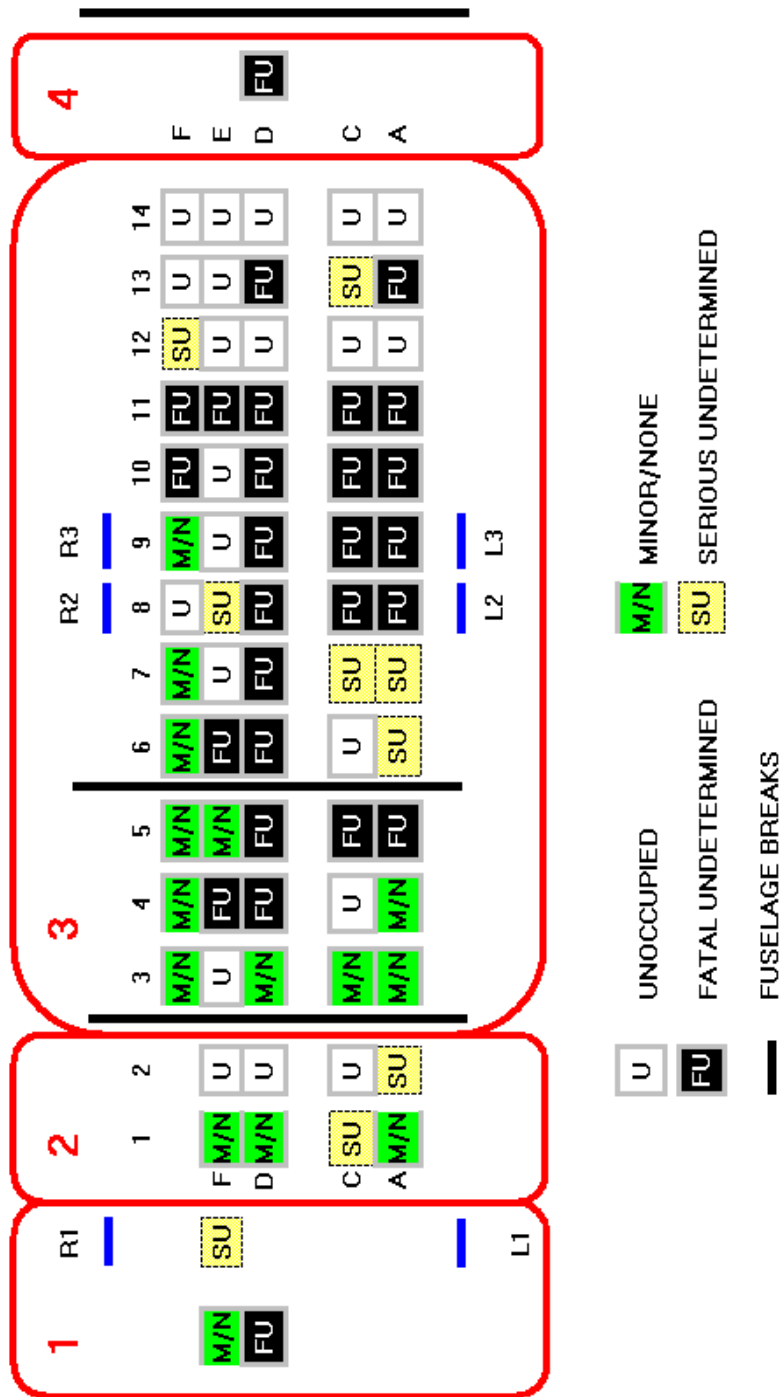 1 2 3 4
R1 R2 R3
1 2 3 4 5 6 7 8 9 10 11 12 13 14
M/N M/N M/N M/N M/N U M/N FU FU SU U U F
M/N SU F M/N U U FU M/N FU U SU U U FU U U U E
FU D M/N U M/N FU FU FU FU FU FU FU FU U FU U D FU
C SU U M/N U FU U SU FU FU FU FU U SU U C
A M/N SU M/N M/N FU SU SU FU FU FU FU U FU U A
L1 L2 L3
U UNOCCUPIED M/N MINOR/NONE
FU FATAL UNDETERMINED SU SERIOUS UNDETERMINED
FUSELAGE BREAKS